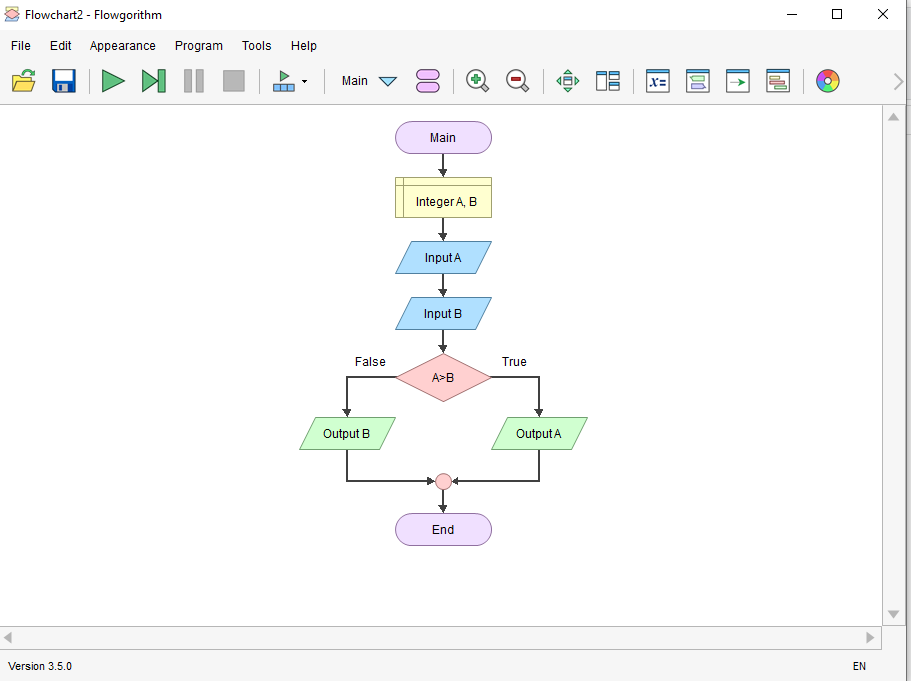 Flowchart2 - Flowgorithm
File Edit Appearance Program Tools Help
Main
x=
Main
Integer A, B
Input A
Input B
False
True
A>B
Output B
Output A
End
Version 3.5.0
EN